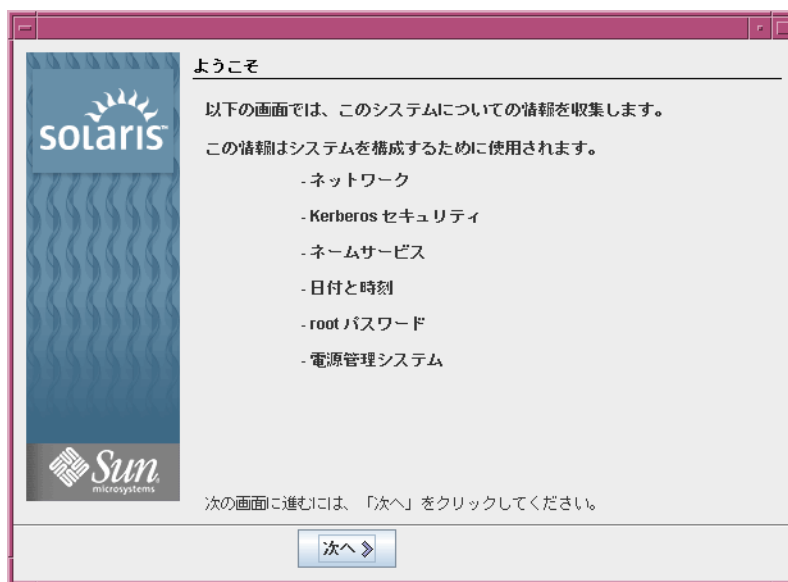 ようこそ
solaris™
以下の画面では、このシステムについての情報を収集します。
この情報はシステムを構成するために使用されます。
- ネットワーク
- Kerberos セキュリティ
- ネームサービス
- 日付と時刻
- root パスワード
- 電源管理システム
Sun
microsystems
次の画面に進むには、「次へ」をクリックしてください。
次へ